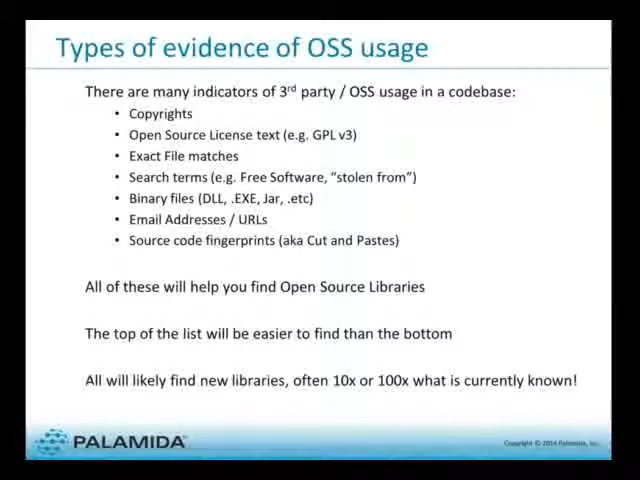 Types of evidence of OSS usage
There are many indicators of 3rd party / OSS usage in a codebase:
• Copyrights
• Open Source License text (e.g. GPL v3)
• Exact File matches
• Search terms (e.g. Free Software, “stolen from”)
• Binary files (DLL, .EXE, Jar, .etc)
• Email Addresses / URLs
• Source code fingerprints (aka Cut and Pastes)
All of these will help you find Open Source Libraries
The top of the list will be easier to find than the bottom
All will likely find new libraries, often 10x or 100x what is currently known!
PALAMIDA
Copyright © 2014 Palamida, Inc.